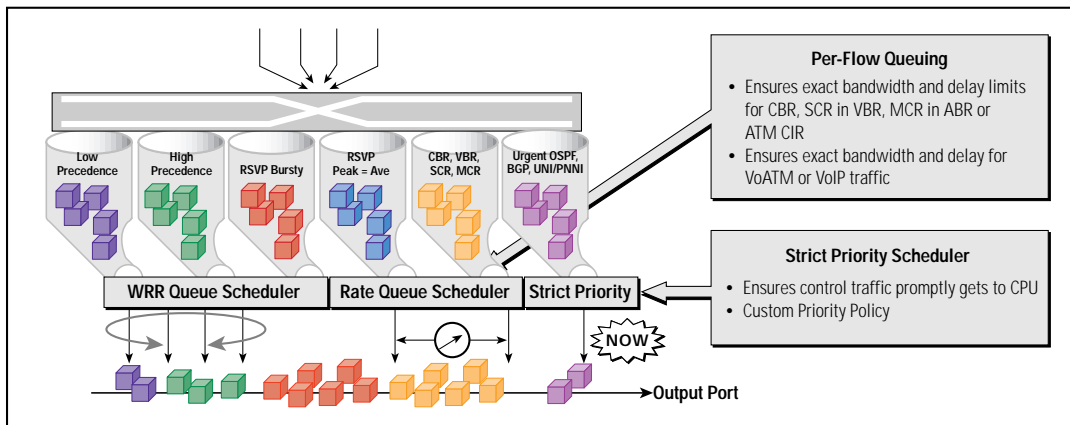 Per-Flow Queuing
• Ensures exact bandwidth and delay limits
for CBR, SCR in VBR, MCR in ABR or
ATM CIR
• Ensures exact bandwidth and delay for
VoATM or VoIP traffic
Low
Precedence
High
Precedence
RSVP Bursty
RSVP
Peak = Ave
CBR, VBR,
SCR, MCR
Urgent OSPF,
BGP, UNI/PNNI
Strict Priority Scheduler
• Ensures control traffic promptly gets to CPU
• Custom Priority Policy
WRR Queue Scheduler
Rate Queue Scheduler
Strict Priority
NOW
Output Port